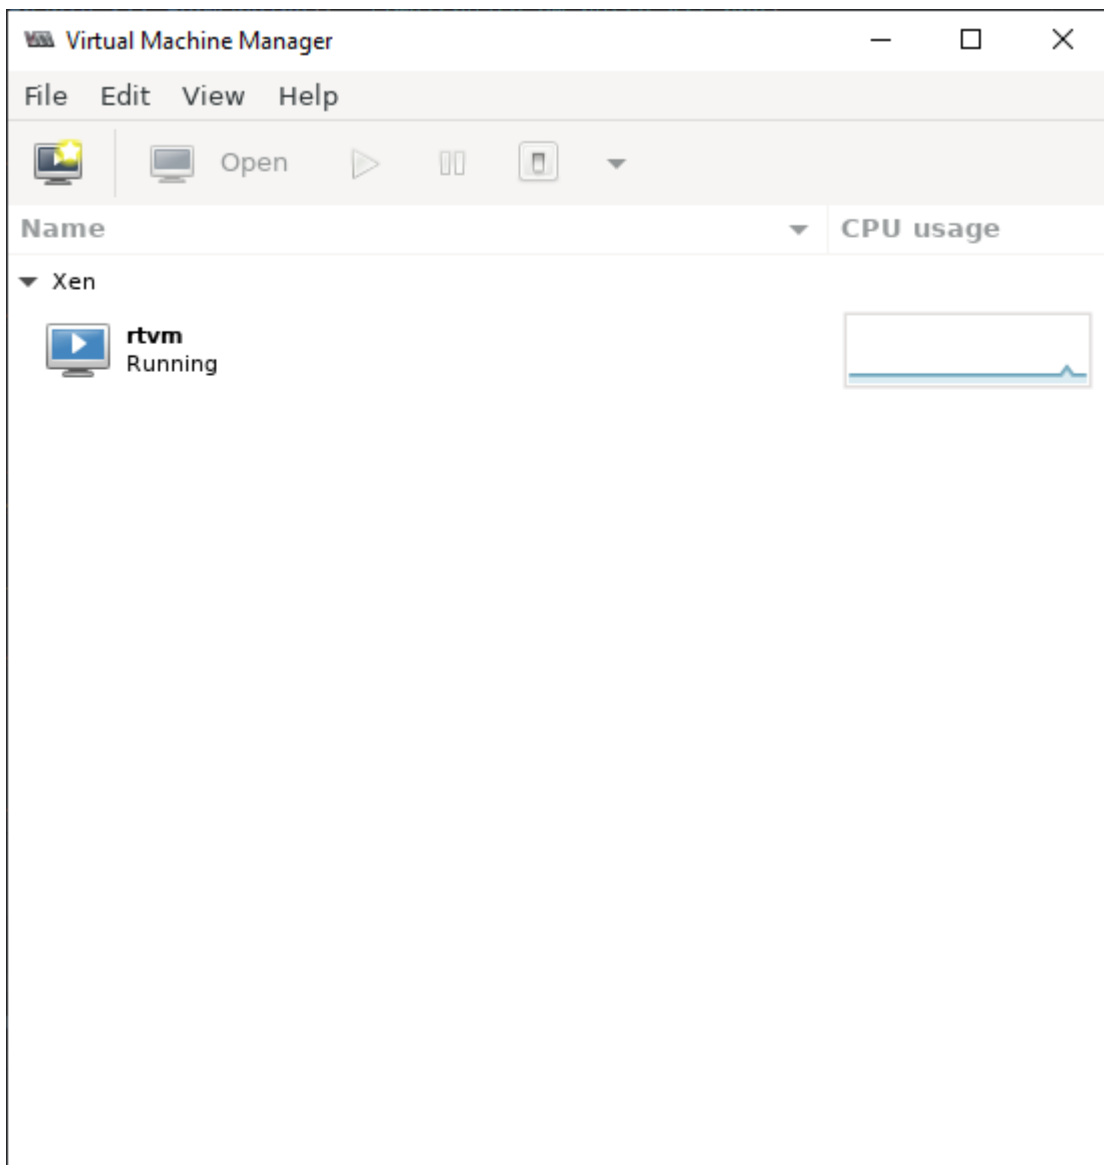 Virtual Machine Manager
File Edit View Help
Open
Name CPU usage
Xen
rtvm
Running